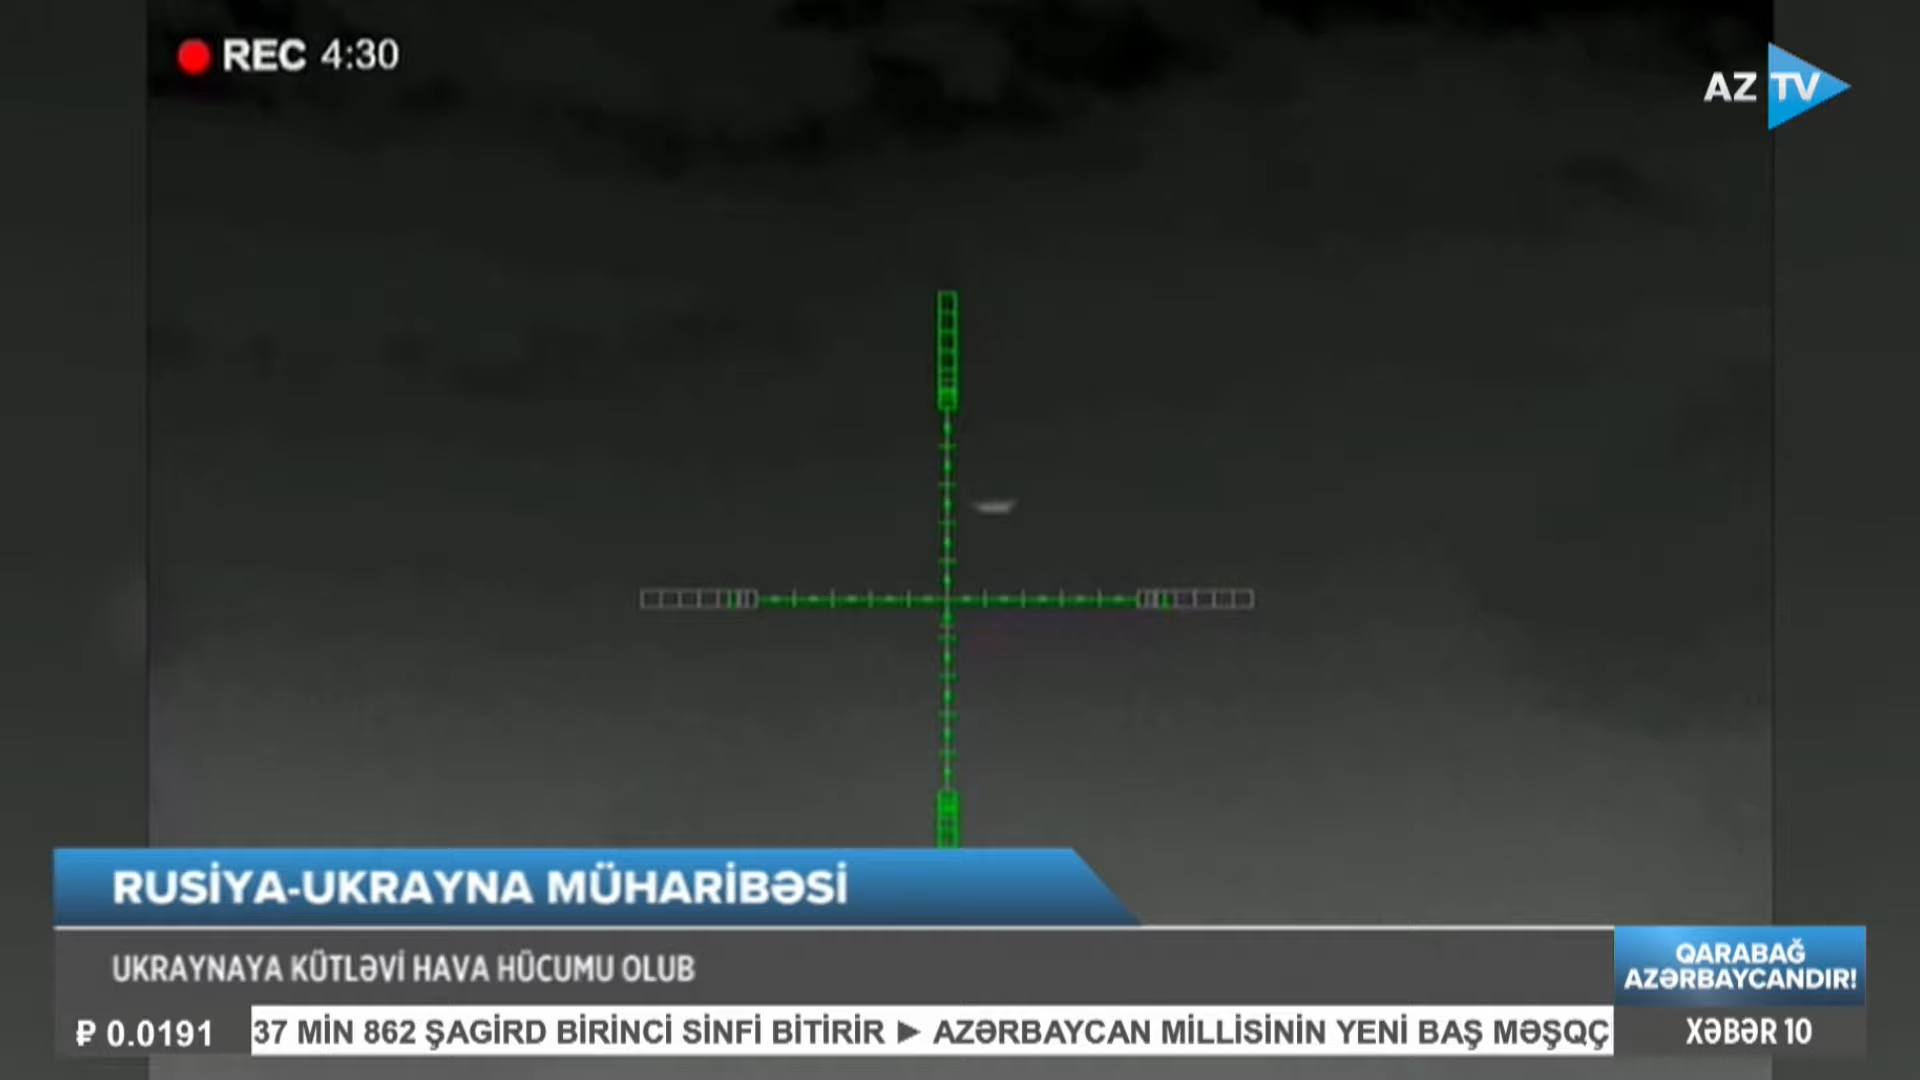 REC 4:30
AZ TV
RUSİYA-UKRAYNA MÜHARİBƏSİ
UKRAYNAYA KÜTLƏVİ HAVA HÜCUMU OLUB
QARABAĞ
AZƏRBAYCANDIR!
₽ 0.0191
37 MİN 862 ŞAGİRD BİRİNCİ SİNFİ BİTİRİR ► AZƏRBAYCAN MİLLİSİNİN YENİ BAŞ MƏŞQÇ
XƏBƏR 10